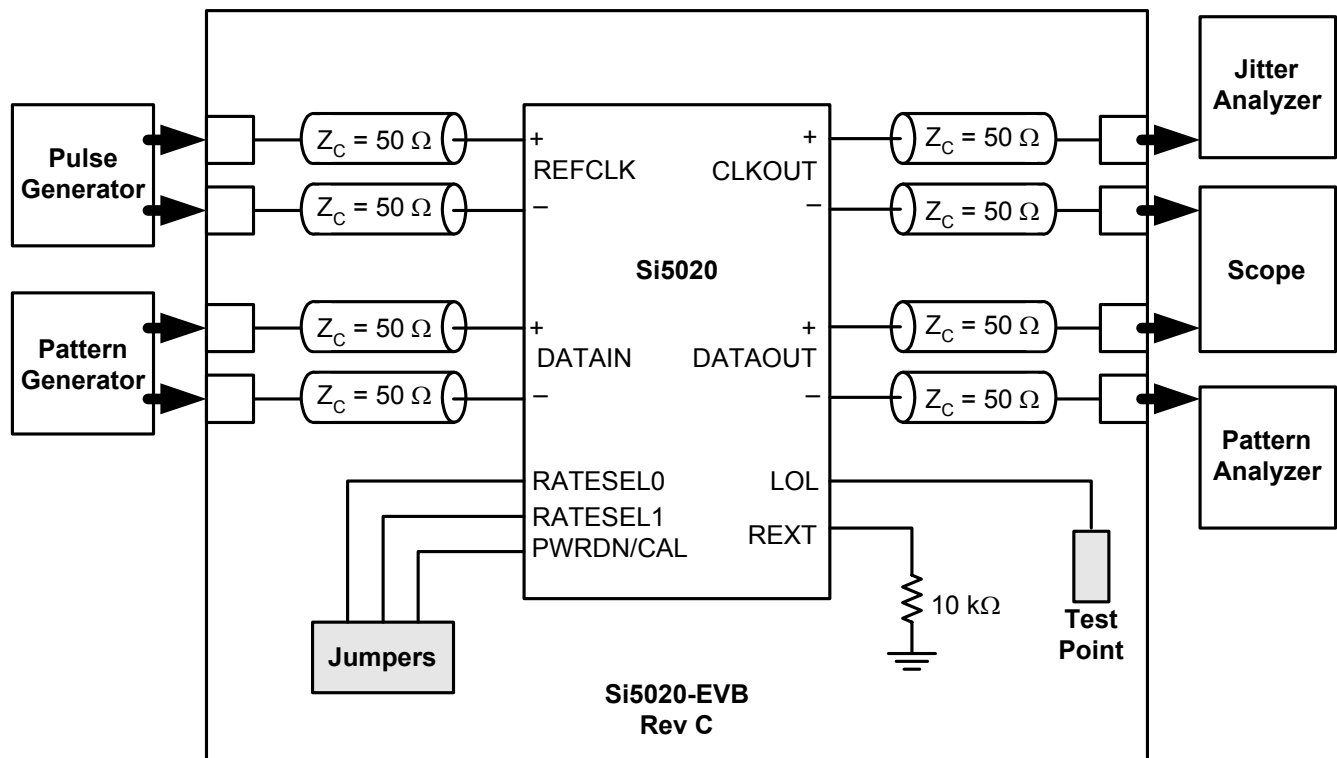 Pulse
Generator
Pattern
Generator
Z_C = 50 Ω
Z_C = 50 Ω
Z_C = 50 Ω
Z_C = 50 Ω
+
REFCLK
−
+
DATAIN
−
RATESEL0
RATESEL1
PWRDN/CAL
Si5020
+
CLKOUT
−
+
DATAOUT
−
LOL
REXT
Z_C = 50 Ω
Z_C = 50 Ω
Z_C = 50 Ω
Z_C = 50 Ω
Jitter
Analyzer
Scope
Pattern
Analyzer
10 kΩ
Test
Point
Jumpers
Si5020-EVB
Rev C